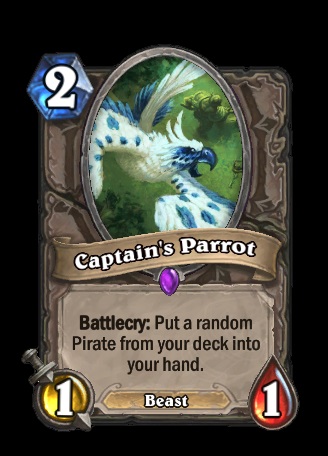 2
Captain's Parrot
Battlecry: Put a random
Pirate from your deck into
your hand.
1
Beast
1